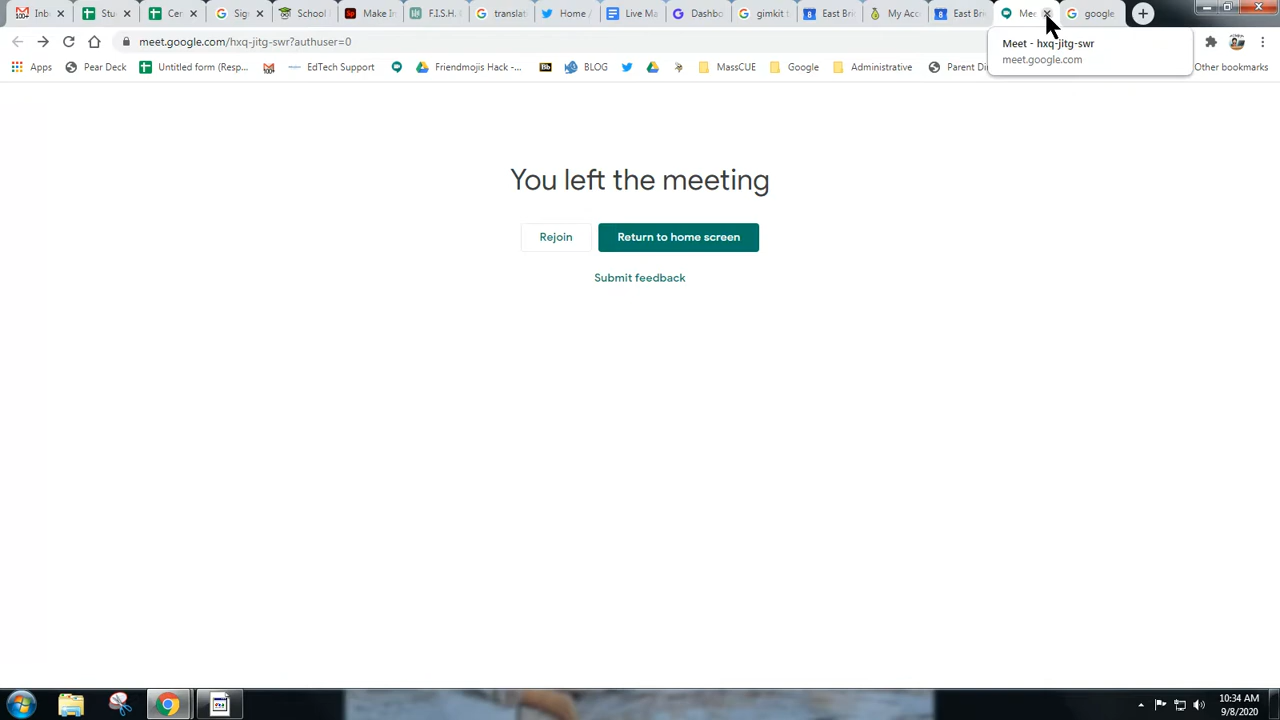 Inb Stu Cer Sig School Make I F.I.S.H. translat Home Live Ma Dashbo gimkit East Bri My Acc East Bri Mee google
meet.google.com/hxq-jitg-swr?authuser=0
Meet - hxq-jitg-swr
meet.google.com
Apps Pear Deck Untitled form (Resp... EdTech Support Friendmojis Hack -... Bb BLOG MassCUE Google Administrative Parent Di Other bookmarks
You left the meeting
Rejoin Return to home screen
Submit feedback
10:34 AM
9/8/2020